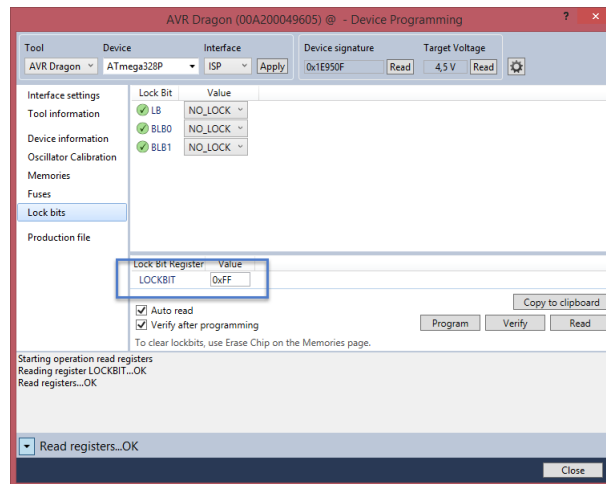 AVR Dragon (00A200049605) @ - Device Programming ? ×
Tool Device Interface Device signature Target Voltage
AVR Dragon ATmega328P ISP Apply 0x1E950F Read 4,5 V Read
Interface settings
Tool information
Device information
Oscillator Calibration
Memories
Fuses
Lock bits
Production file
Lock Bit Value
LB NO_LOCK
BLB0 NO_LOCK
BLB1 NO_LOCK
Lock Bit Register Value
LOCKBIT 0xFF
Copy to clipboard
Auto read
Verify after programming
Program Verify Read
To clear lockbits, use Erase Chip on the Memories page.
Starting operation read registers
Reading register LOCKBIT...OK
Read registers...OK
Read registers...OK
Close